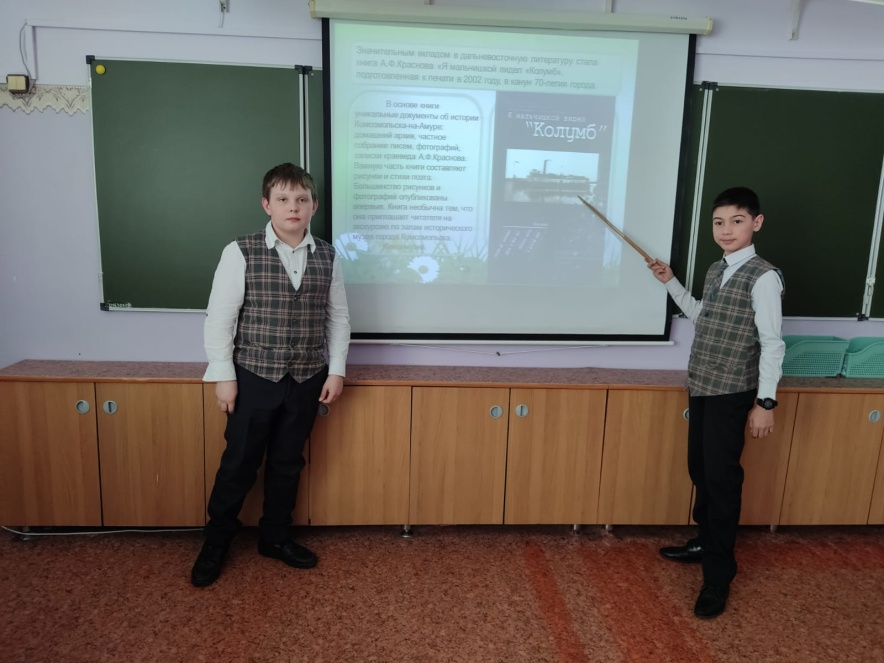 Значительным вкладом в дальневосточную литературу стала
книга А.Ф.Краснова «Я мальчишкой видел «Колумб»,
подготовленная к печати в 2002 году, в канун 70-летия города.
В основе книги
уникальные документы об истории
Комсомольска-на-Амуре:
домашний архив, частное
собрание писем, фотографий,
записки краеведа А.Ф.Краснова.
Важную часть книги составляют
рисунки и стихи поэта.
Большинство рисунков и
фотографий опубликованы
впервые. Книга необычна тем, что
она приглашает читателя на
экскурсию по залам исторического
музея города Комсомольска.
Я мальчишкой видел
"Колумб"